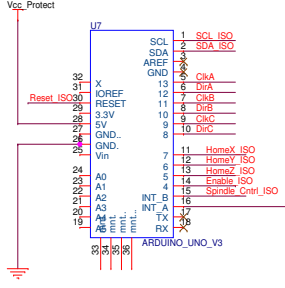 Vcc_Protect
U7
SCL 1 SCL_ISO
SDA 2 SDA_ISO
AREF
GND
32 X 13 5 ClkA
31 IOREF 12 6 DirA
Reset_ISO 30 RESET 11 7 ClkB
29 3.3V 10 8 DirB
28 5V 9 9 ClkC
27 GND.. 8 10 DirC
26 GND.
25 Vin 7 11 HomeX_ISO
6 12 HomeY_ISO
24 A0 5 13 HomeZ_ISO
23 A1 4 14 Enable_ISO
22 A2 INT_B 15 Spindle_Cntrl_ISO
21 A3 INT_A 16
20 A4 TX 17
19 A5 RX 18
mnt.. mnt..
33 34 35 36
ARDUINO_UNO_V3